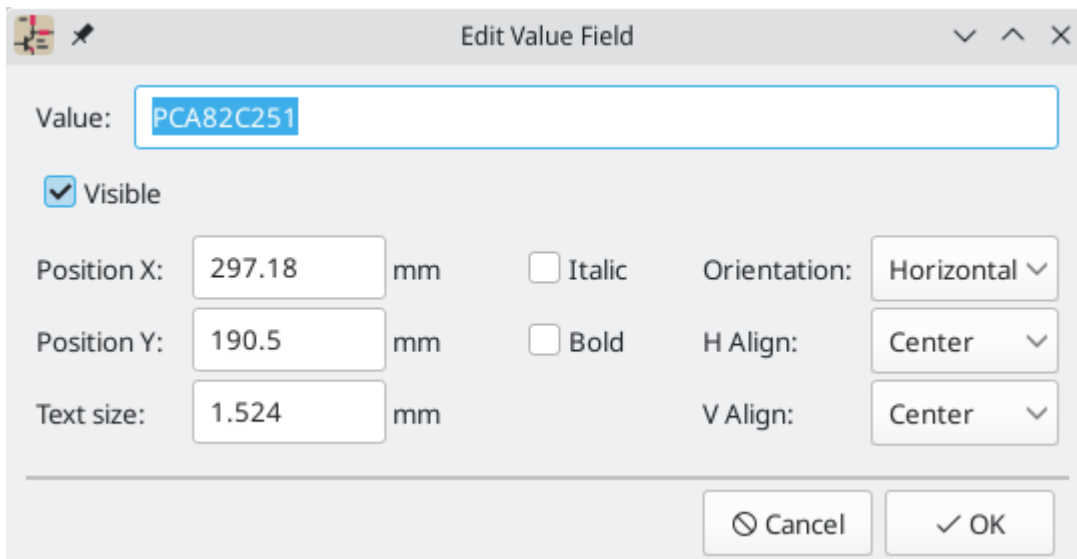 Edit Value Field
Value: PCA82C251
Visible
Position X: 297.18 mm Italic Orientation: Horizontal
Position Y: 190.5 mm Bold H Align: Center
Text size: 1.524 mm V Align: Center
Cancel OK